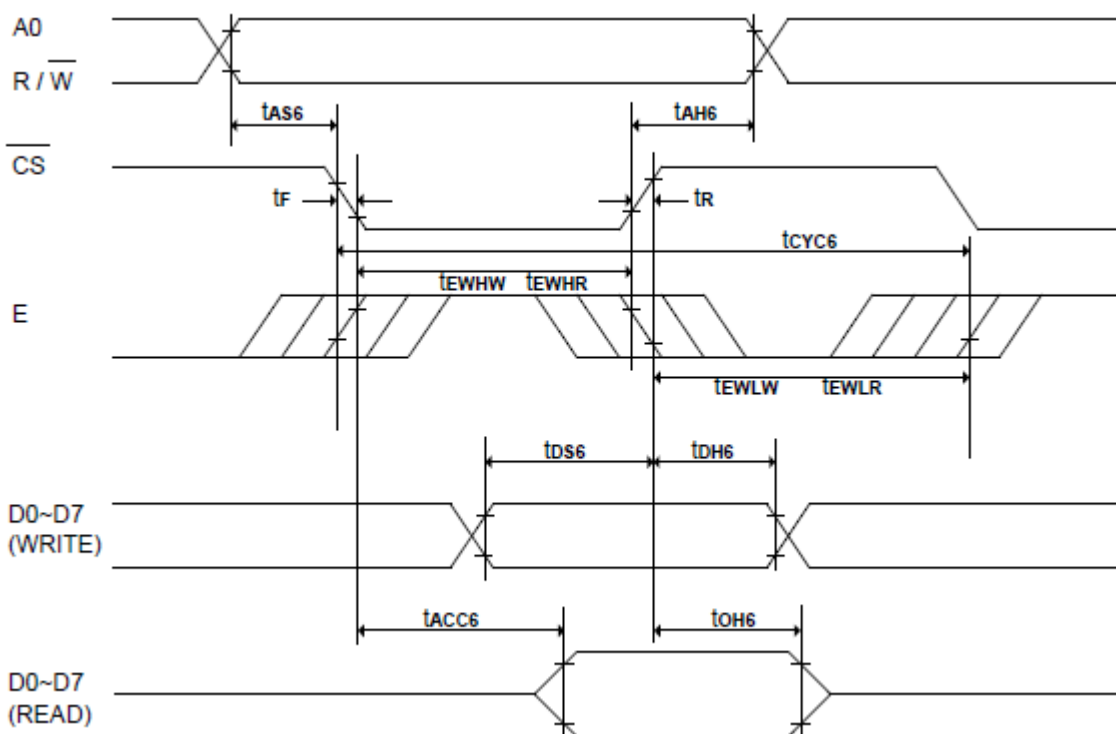 A0
R / W
tAS6 tAH6
CS
tF tR
tCYC6
tEWHW tEWHR
E
tEWLW tEWLR
tDS6 tDH6
D0~D7
(WRITE)
tACC6 tOH6
D0~D7
(READ)